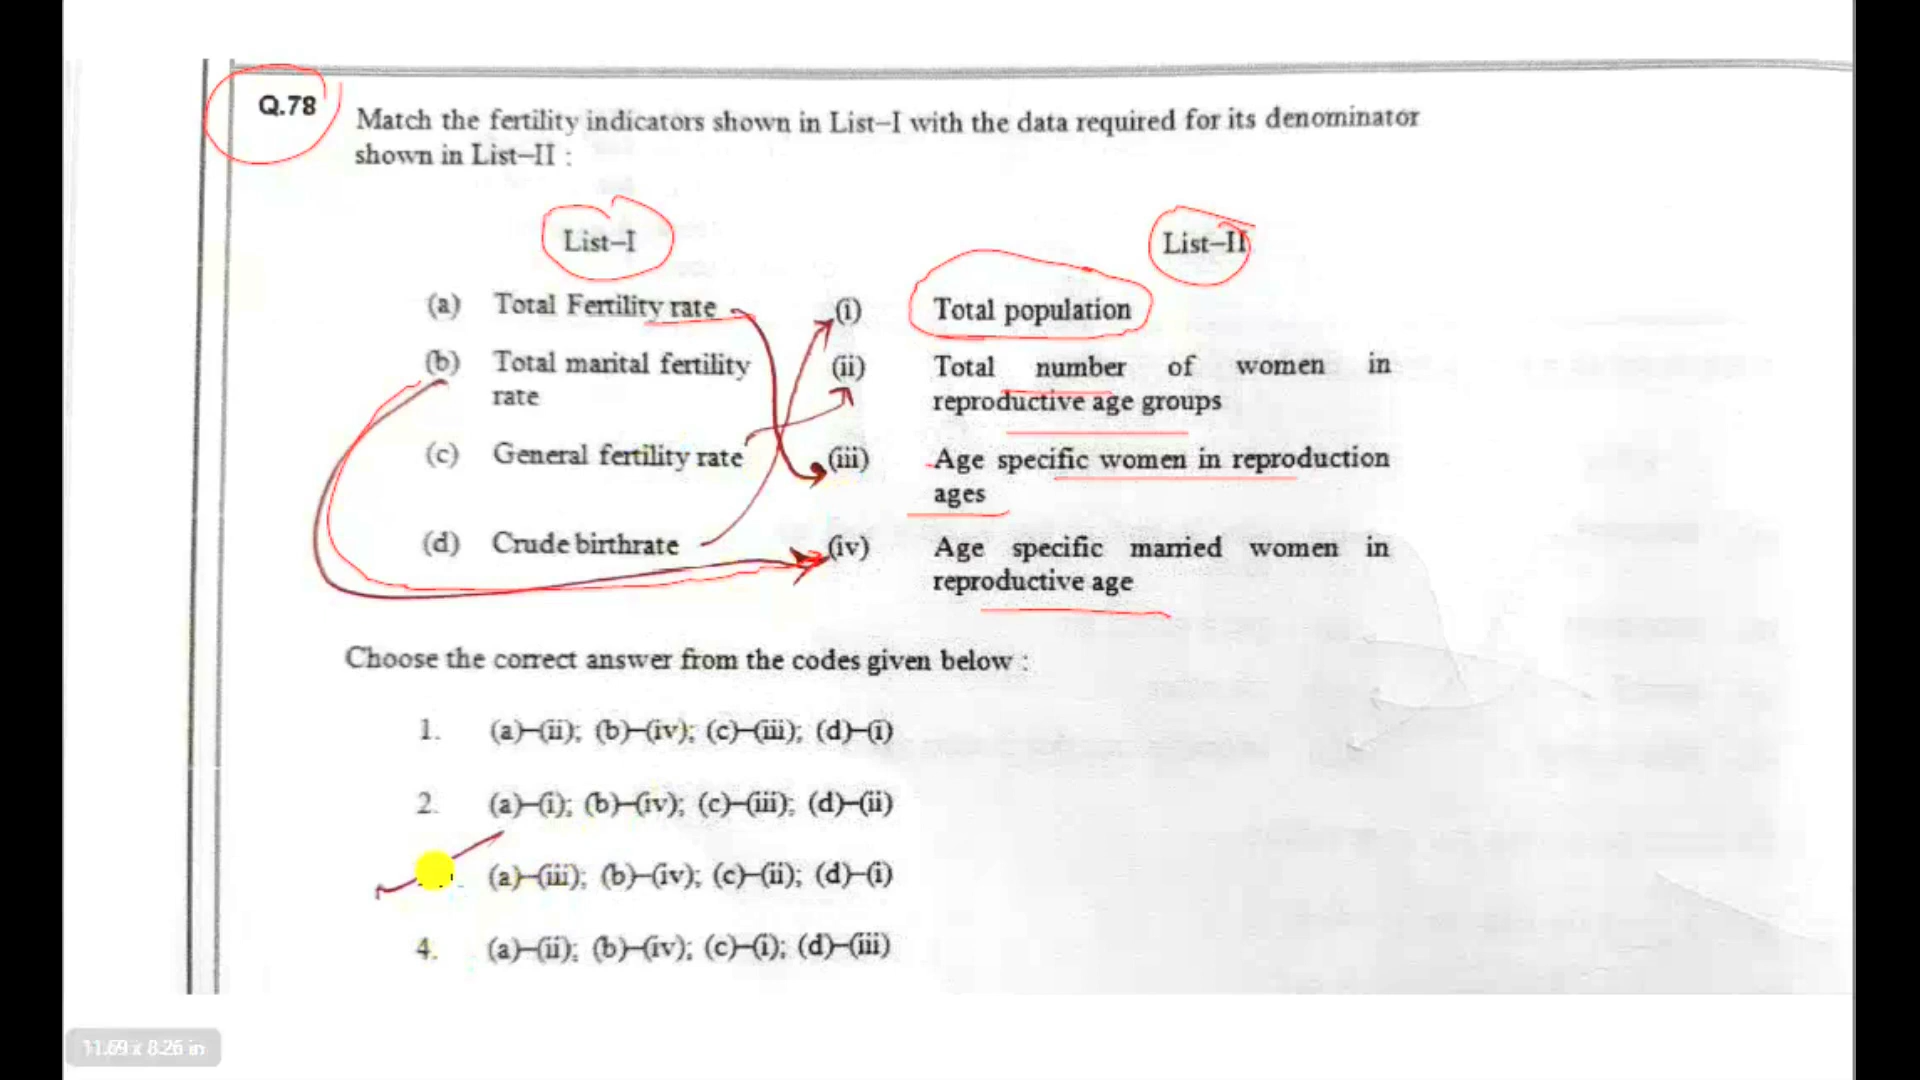 Q.78
Match the fertility indicators shown in List–I with the data required for its denominator
shown in List–II :
List–I
List–II
(a) Total Fertility rate
(i) Total population
(b) Total marital fertility
rate
(ii) Total number of women in
reproductive age groups
(c) General fertility rate
(iii) Age specific women in reproduction
ages
(d) Crude birthrate
(iv) Age specific married women in
reproductive age
Choose the correct answer from the codes given below :
1. (a)–(ii); (b)–(iv); (c)–(iii); (d)–(i)
2. (a)–(i); (b)–(iv); (c)–(iii); (d)–(ii)
(a)–(iii); (b)–(iv); (c)–(ii); (d)–(i)
4. (a)–(ii); (b)–(iv); (c)–(i); (d)–(iii)
11.69 x 8.26 in